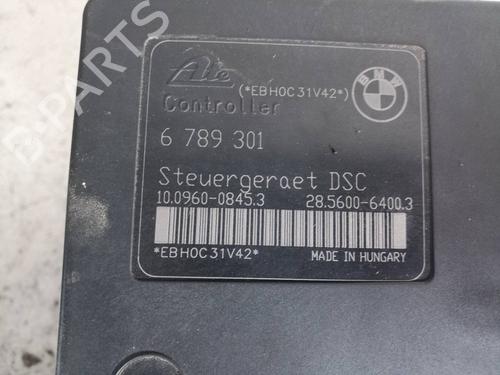 Ate
(*EBH0C31V42*)
BMW
Controller
6 789 301
Steuergeraet DSC
10.0960-0845.3
28.5600-6400.3
*EBH0C31V42*
MADE IN HUNGARY
B-PARTS